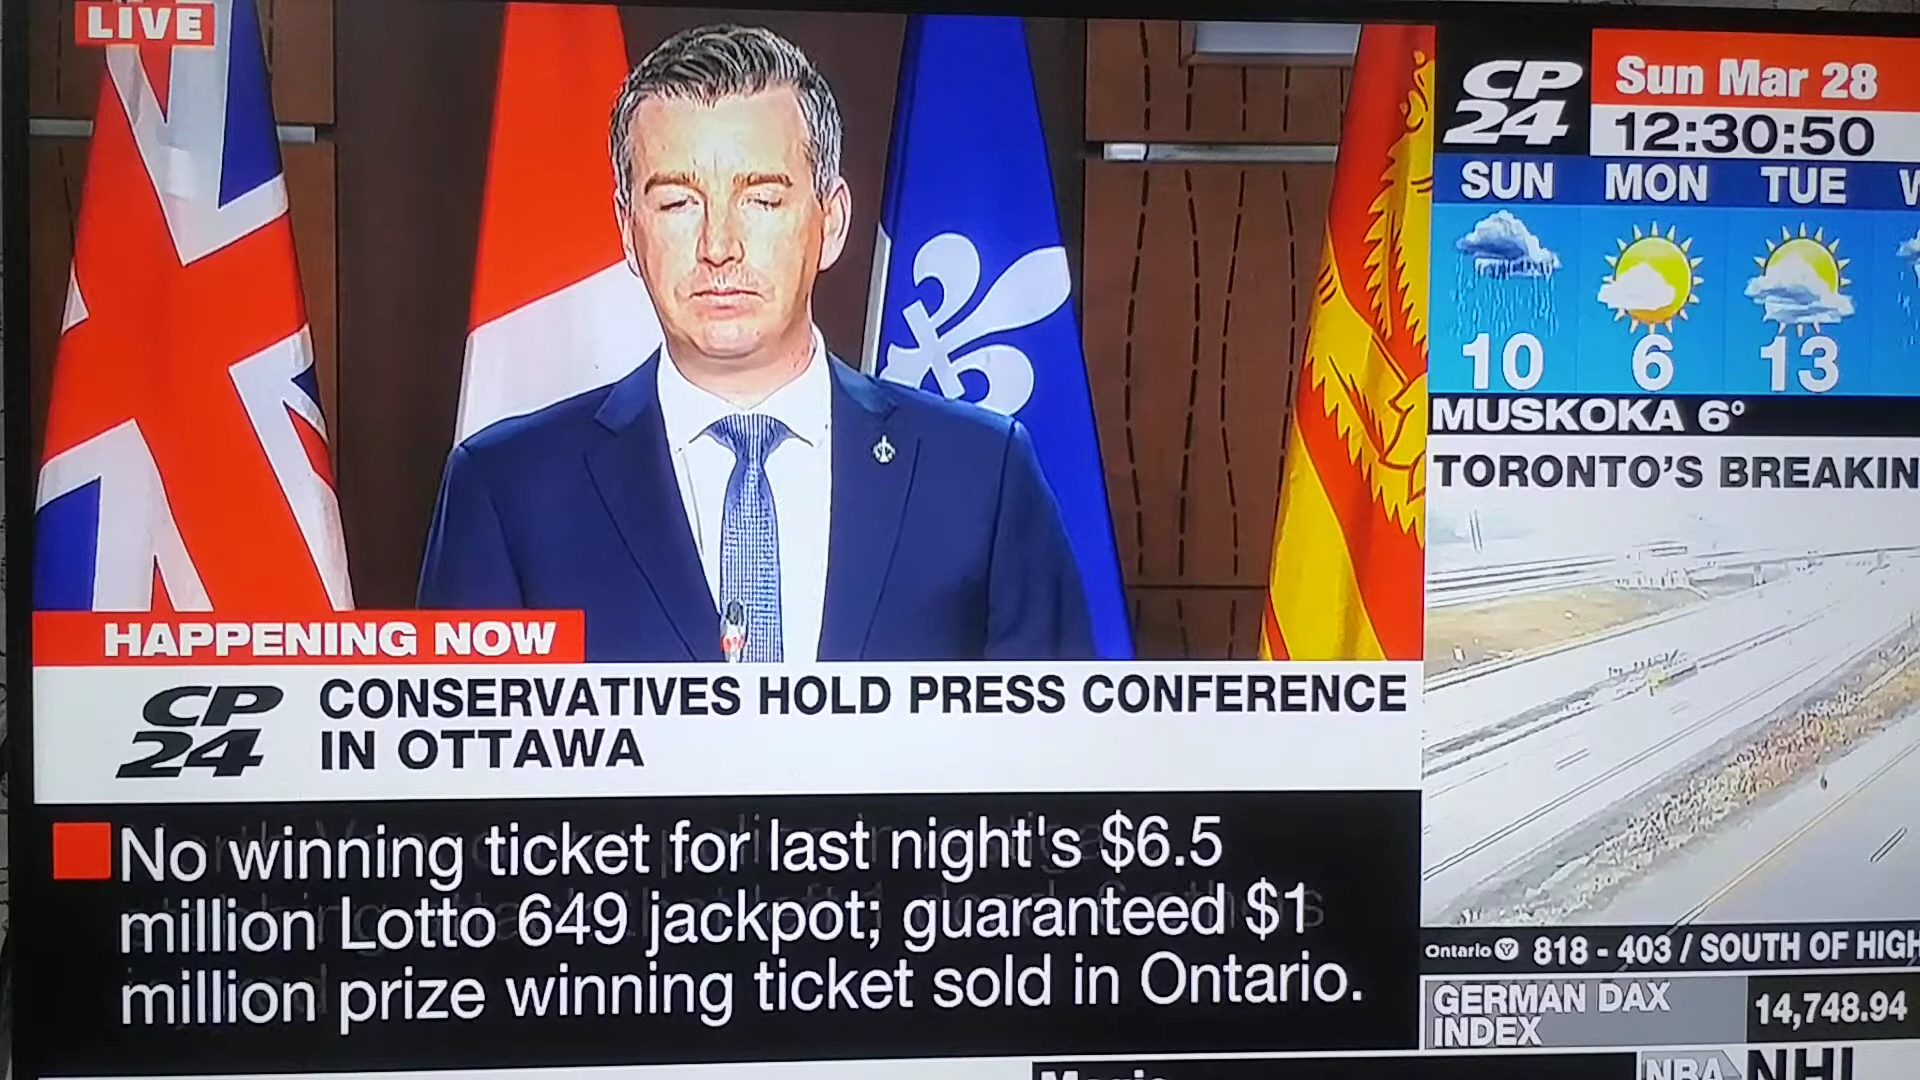 LIVE
HAPPENING NOW
CP
24
CONSERVATIVES HOLD PRESS CONFERENCE
IN OTTAWA
No winning ticket for last night's $6.5
million Lotto 649 jackpot; guaranteed $1
million prize winning ticket sold in Ontario.
CP
24
Sun Mar 28
12:30:50
SUN MON TUE
10 6 13
MUSKOKA 6°
TORONTO'S BREAKIN
Ontario 818 - 403 / SOUTH OF HIGH
GERMAN DAX
INDEX
14,748.94
Magic
NBA NHL